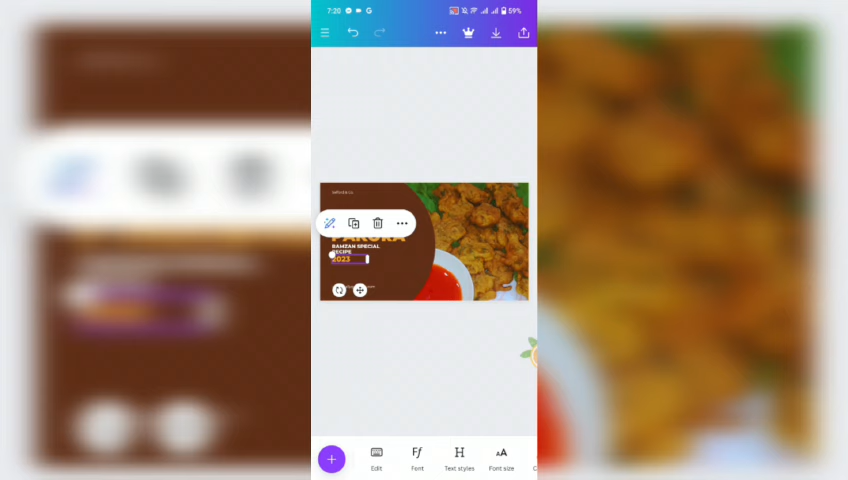 7:20 G 59%
PAKORA
RAMZAN SPECIAL
RECIPE
2023
Edit Font Text styles Font size